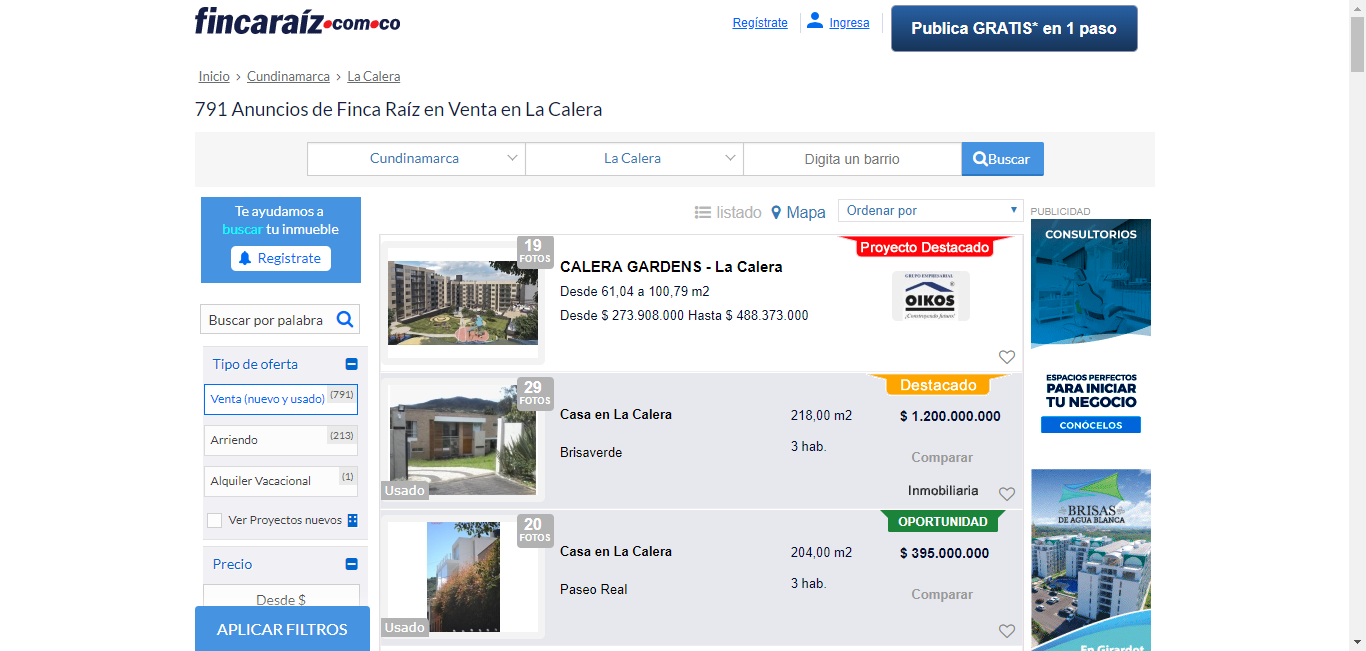 fincaraíz.com.co
Regístrate
Ingresa
Publica GRATIS* en 1 paso
Inicio › Cundinamarca › La Calera
791 Anuncios de Finca Raíz en Venta en La Calera
Cundinamarca
La Calera
Digita un barrio
Buscar
Te ayudamos a
buscar tu inmueble
Registrate
Buscar por palabra
Tipo de oferta
Venta (nuevo y usado) (791)
Arriendo (213)
Alquiler Vacacional (1)
Ver Proyectos nuevos
Precio
Desde $
APLICAR FILTROS
listado
Mapa
Ordenar por
19
FOTOS
CALERA GARDENS - La Calera
Desde 61,04 a 100,79 m2
Desde $ 273.908.000 Hasta $ 488.373.000
Proyecto Destacado
GRUPO EMPRESARIAL
OIKOS
¡Construyendo futuro!
29
FOTOS
Usado
Casa en La Calera
Brisaverde
218,00 m2
3 hab.
Destacado
$ 1.200.000.000
Comparar
Inmobiliaria
20
FOTOS
Usado
Casa en La Calera
Paseo Real
204,00 m2
3 hab.
OPORTUNIDAD
$ 395.000.000
Comparar
PUBLICIDAD
CONSULTORIOS
ESPACIOS PERFECTOS
PARA INICIAR
TU NEGOCIO
CONÓCELOS
BRISAS
DE AGUA BLANCA
En Girardot